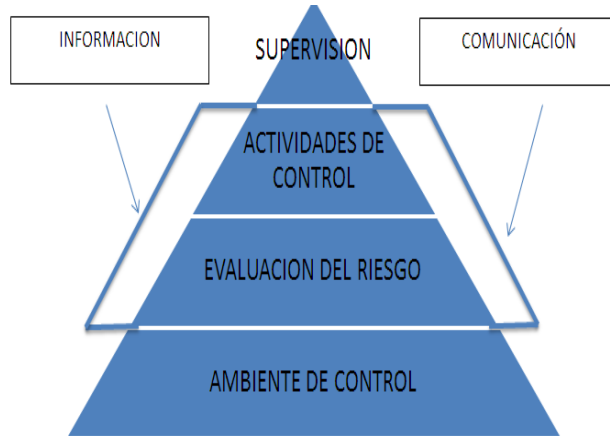 INFORMACION
SUPERVISION
COMUNICACIÓN
ACTIVIDADES DE
CONTROL
EVALUACION DEL RIESGO
AMBIENTE DE CONTROL